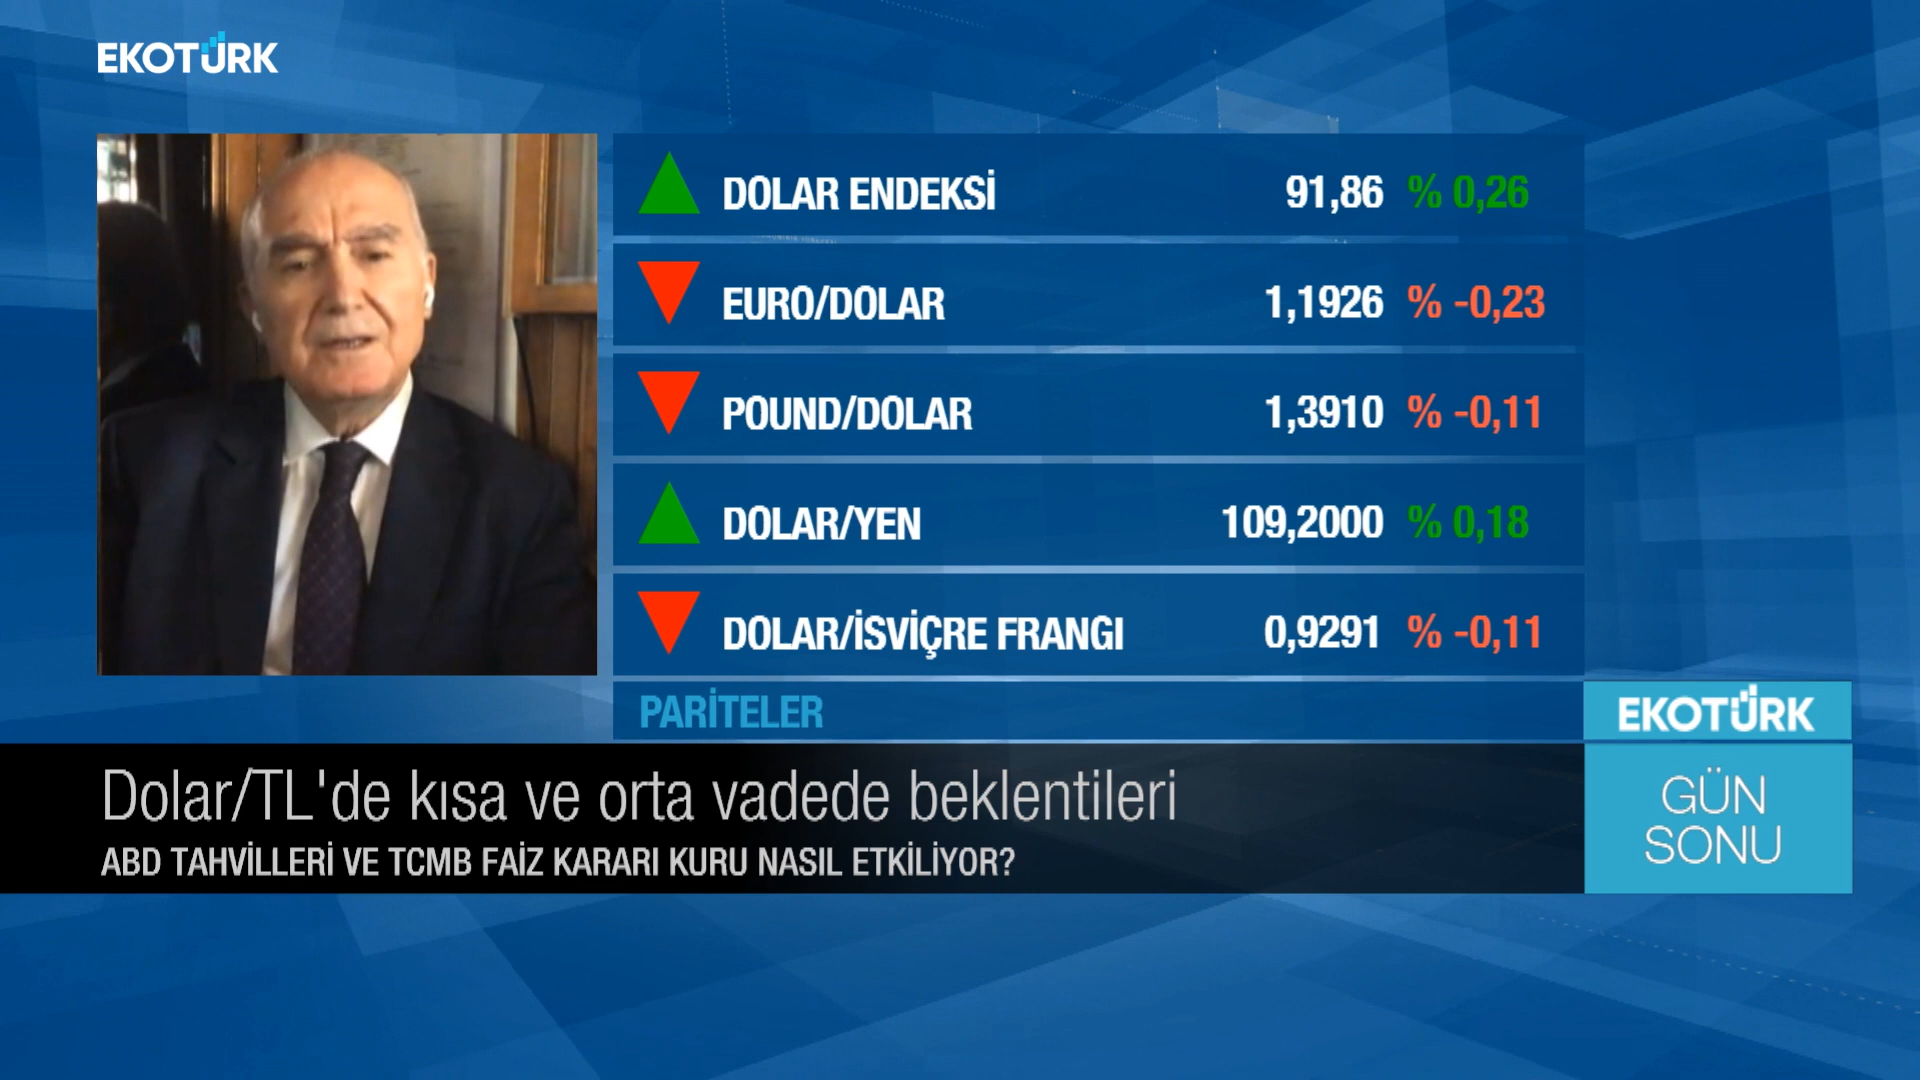 EKOTÜRK
DOLAR ENDEKSİ 91,86 % 0,26
EURO/DOLAR 1,1926 % -0,23
POUND/DOLAR 1,3910 % -0,11
DOLAR/YEN 109,2000 % 0,18
DOLAR/İSVİÇRE FRANGI 0,9291 % -0,11
PARİTELER
EKOTÜRK
Dolar/TL'de kısa ve orta vadede beklentileri
ABD TAHVİLLERİ VE TCMB FAİZ KARARI KURU NASIL ETKİLİYOR?
GÜN
SONU